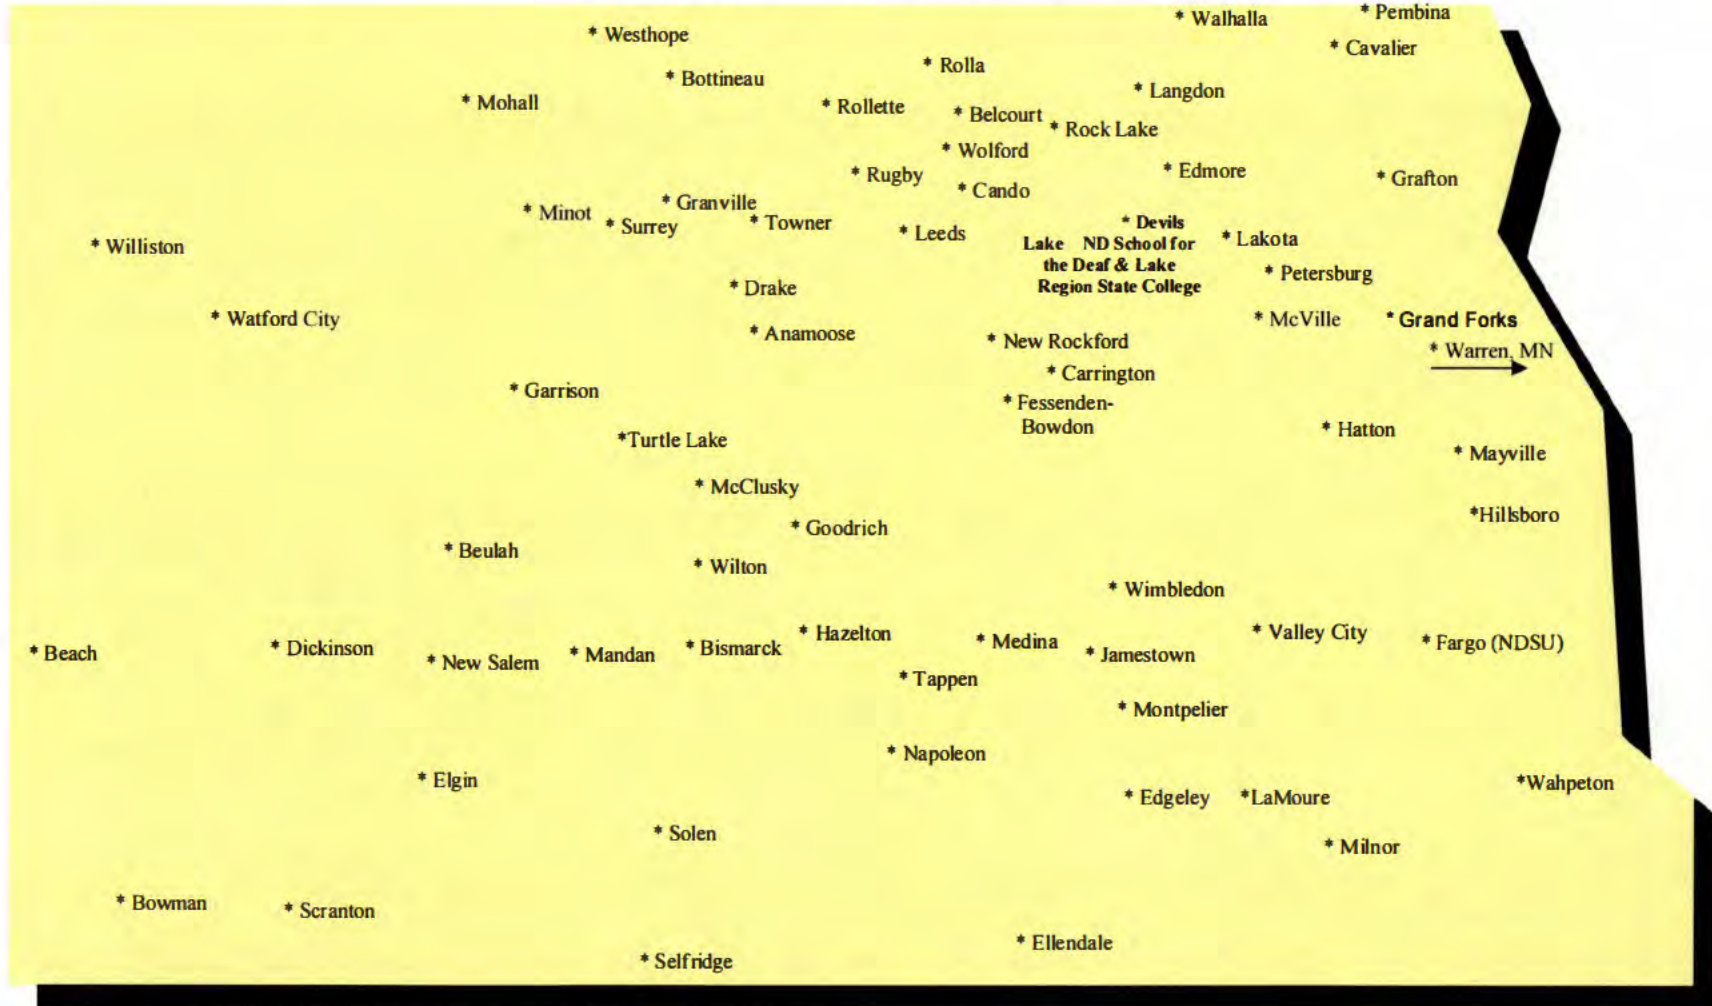 * Pembina
* Walhalla
* Westhope
* Cavalier
* Rolla
* Bottineau
* Langdon
* Mohall
* Rollette
* Belcourt
* Rock Lake
* Wolford
* Edmore
* Rugby
* Grafton
* Cando
* Granville
* Minot
* Towner
* Devils
Lake ND School for
the Deaf & Lake
Region State College
* Surrey
* Leeds
* Lakota
* Williston
* Petersburg
* Drake
* Watford City
* McVille
* Grand Forks
* Anamoose
* New Rockford
* Warren, MN
* Carrington
* Garrison
* Fessenden-
Bowdon
* Hatton
*Turtle Lake
* Mayville
* McClusky
*Hillsboro
* Goodrich
* Beulah
* Wilton
* Wimbledon
* Hazelton
* Valley City
* Medina
* Fargo (NDSU)
* Beach
* Dickinson
* New Salem
* Mandan
* Bismarck
* Jamestown
* Tappen
* Montpelier
* Napoleon
* Elgin
*Wahpeton
* Edgeley
*LaMoure
* Solen
* Milnor
* Bowman
* Scranton
* Ellendale
* Selfridge